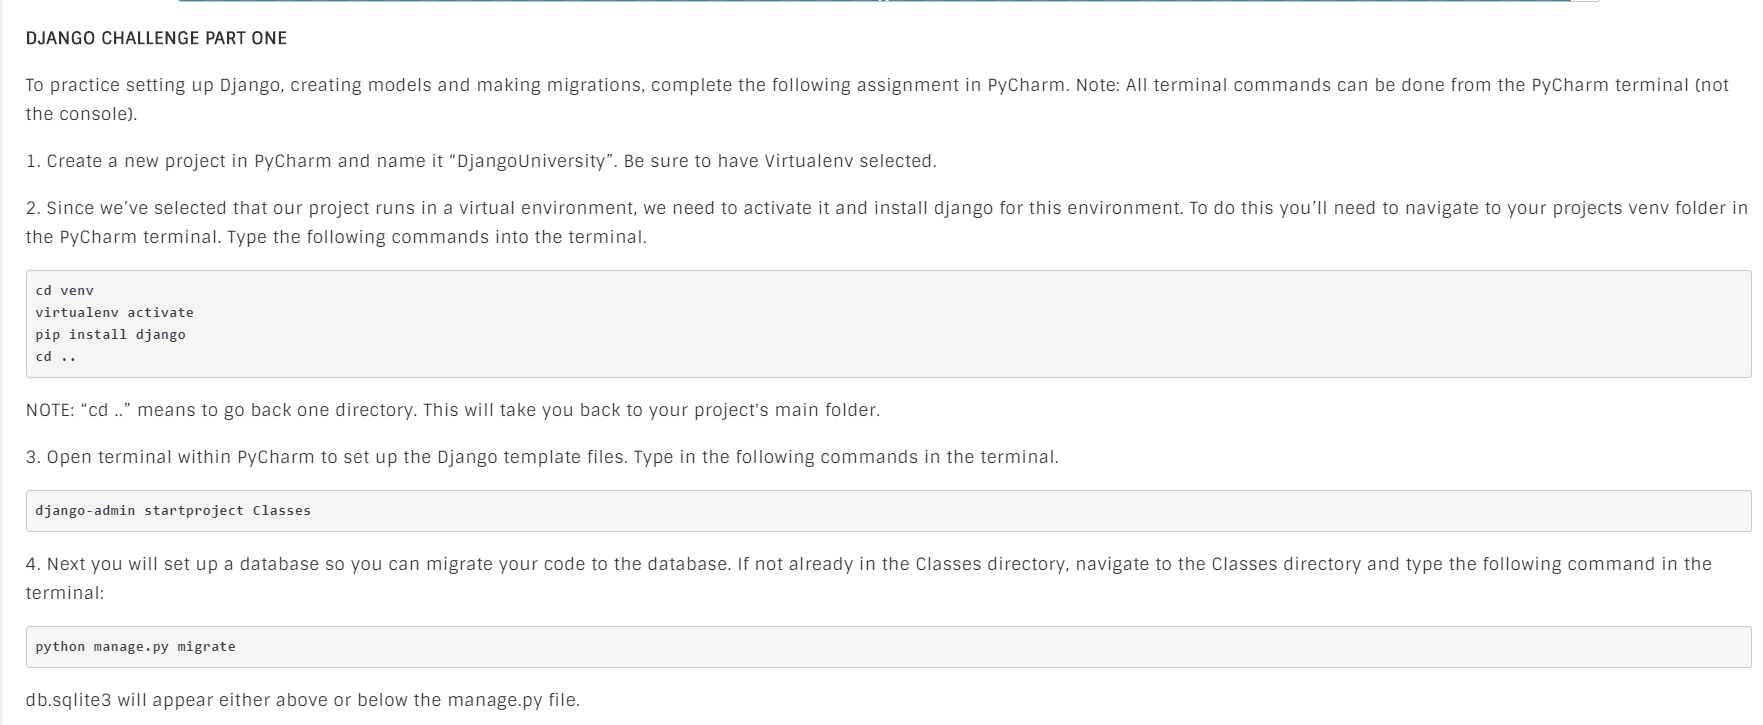 DJANGO CHALLENGE PART ONE
To practice setting up Django, creating models and making migrations, complete the following assignment in PyCharm. Note: All terminal commands can be done from the PyCharm terminal (not
the console).
1. Create a new project in PyCharm and name it “DjangoUniversity”. Be sure to have Virtualenv selected.
2. Since we’ve selected that our project runs in a virtual environment, we need to activate it and install django for this environment. To do this you’ll need to navigate to your projects venv folder in
the PyCharm terminal. Type the following commands into the terminal.
cd venv
virtualenv activate
pip install django
cd ..
NOTE: “cd ..” means to go back one directory. This will take you back to your project's main folder.
3. Open terminal within PyCharm to set up the Django template files. Type in the following commands in the terminal.
django-admin startproject Classes
4. Next you will set up a database so you can migrate your code to the database. If not already in the Classes directory, navigate to the Classes directory and type the following command in the
terminal:
python manage.py migrate
db.sqlite3 will appear either above or below the manage.py file.